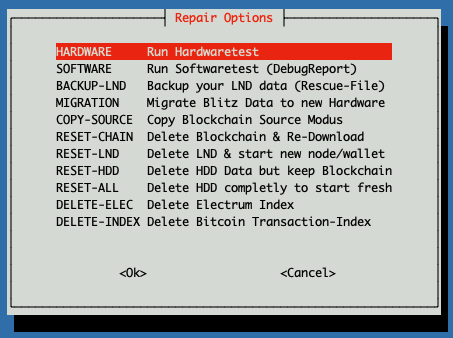 Repair Options
HARDWARE Run Hardwaretest
SOFTWARE Run Softwaretest (DebugReport)
BACKUP-LND Backup your LND data (Rescue-File)
MIGRATION Migrate Blitz Data to new Hardware
COPY-SOURCE Copy Blockchain Source Modus
RESET-CHAIN Delete Blockchain & Re-Download
RESET-LND Delete LND & start new node/wallet
RESET-HDD Delete HDD Data but keep Blockchain
RESET-ALL Delete HDD completly to start fresh
DELETE-ELEC Delete Electrum Index
DELETE-INDEX Delete Bitcoin Transaction-Index
<Ok> <Cancel>